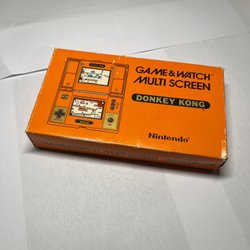 GAME & WATCH
MULTI SCREEN
DONKEY KONG
Nintendo